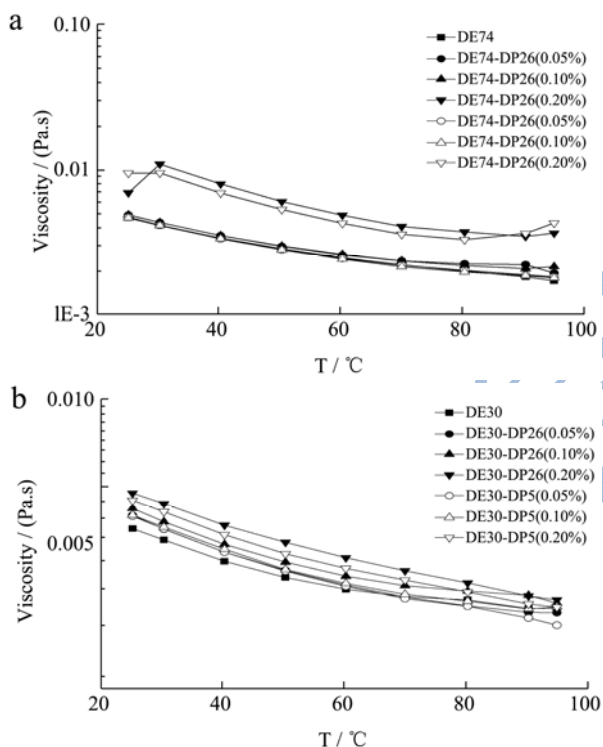 a
0.10
0.01
1E-3
Viscosity / (Pa.s)
DE74
DE74-DP26(0.05%)
DE74-DP26(0.10%)
DE74-DP26(0.20%)
DE74-DP26(0.05%)
DE74-DP26(0.10%)
DE74-DP26(0.20%)
20 40 60 80 100
T / ℃
b
0.010
0.005
Viscosity / (Pa.s)
DE30
DE30-DP26(0.05%)
DE30-DP26(0.10%)
DE30-DP26(0.20%)
DE30-DP5(0.05%)
DE30-DP5(0.10%)
DE30-DP5(0.20%)
20 40 60 80 100
T / ℃